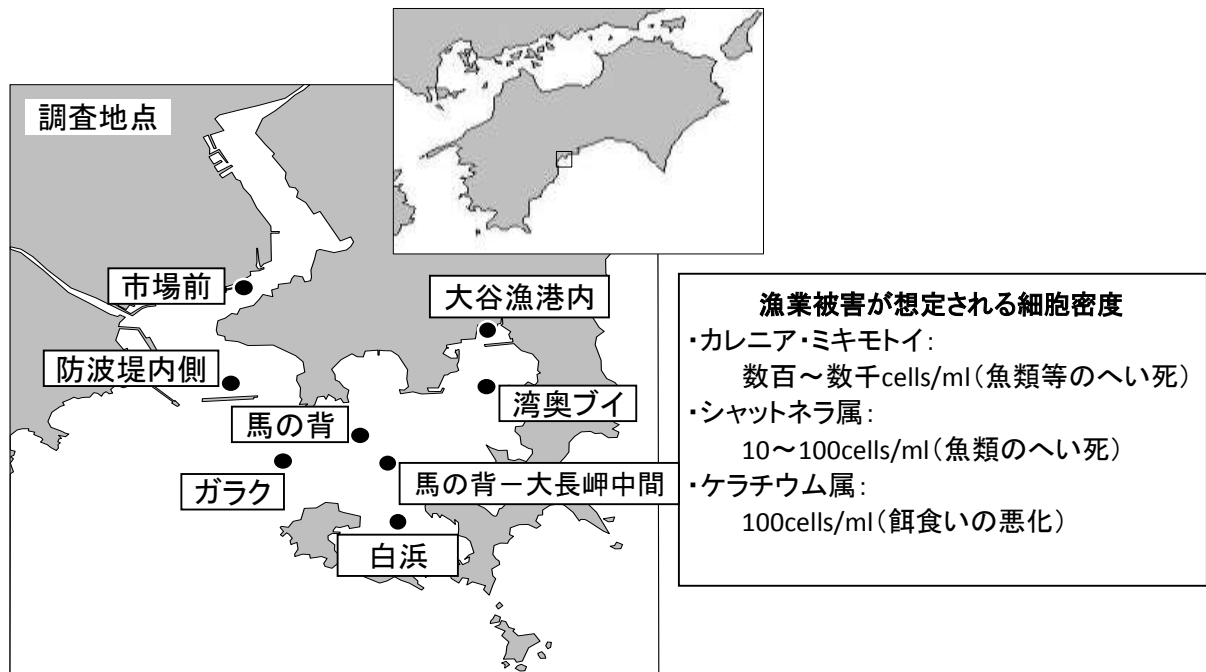 調査地点
市場前
大谷漁港内
防波堤内側
湾奥ブイ
馬の背
ガラク
馬の背－大長岬中間
白浜
漁業被害が想定される細胞密度
・カレニア・ミキモトイ：
数百～数千cells/ml（魚類等のへい死）
・シャットネラ属：
10～100cells/ml（魚類のへい死）
・ケラチウム属：
100cells/ml（餌食いの悪化）